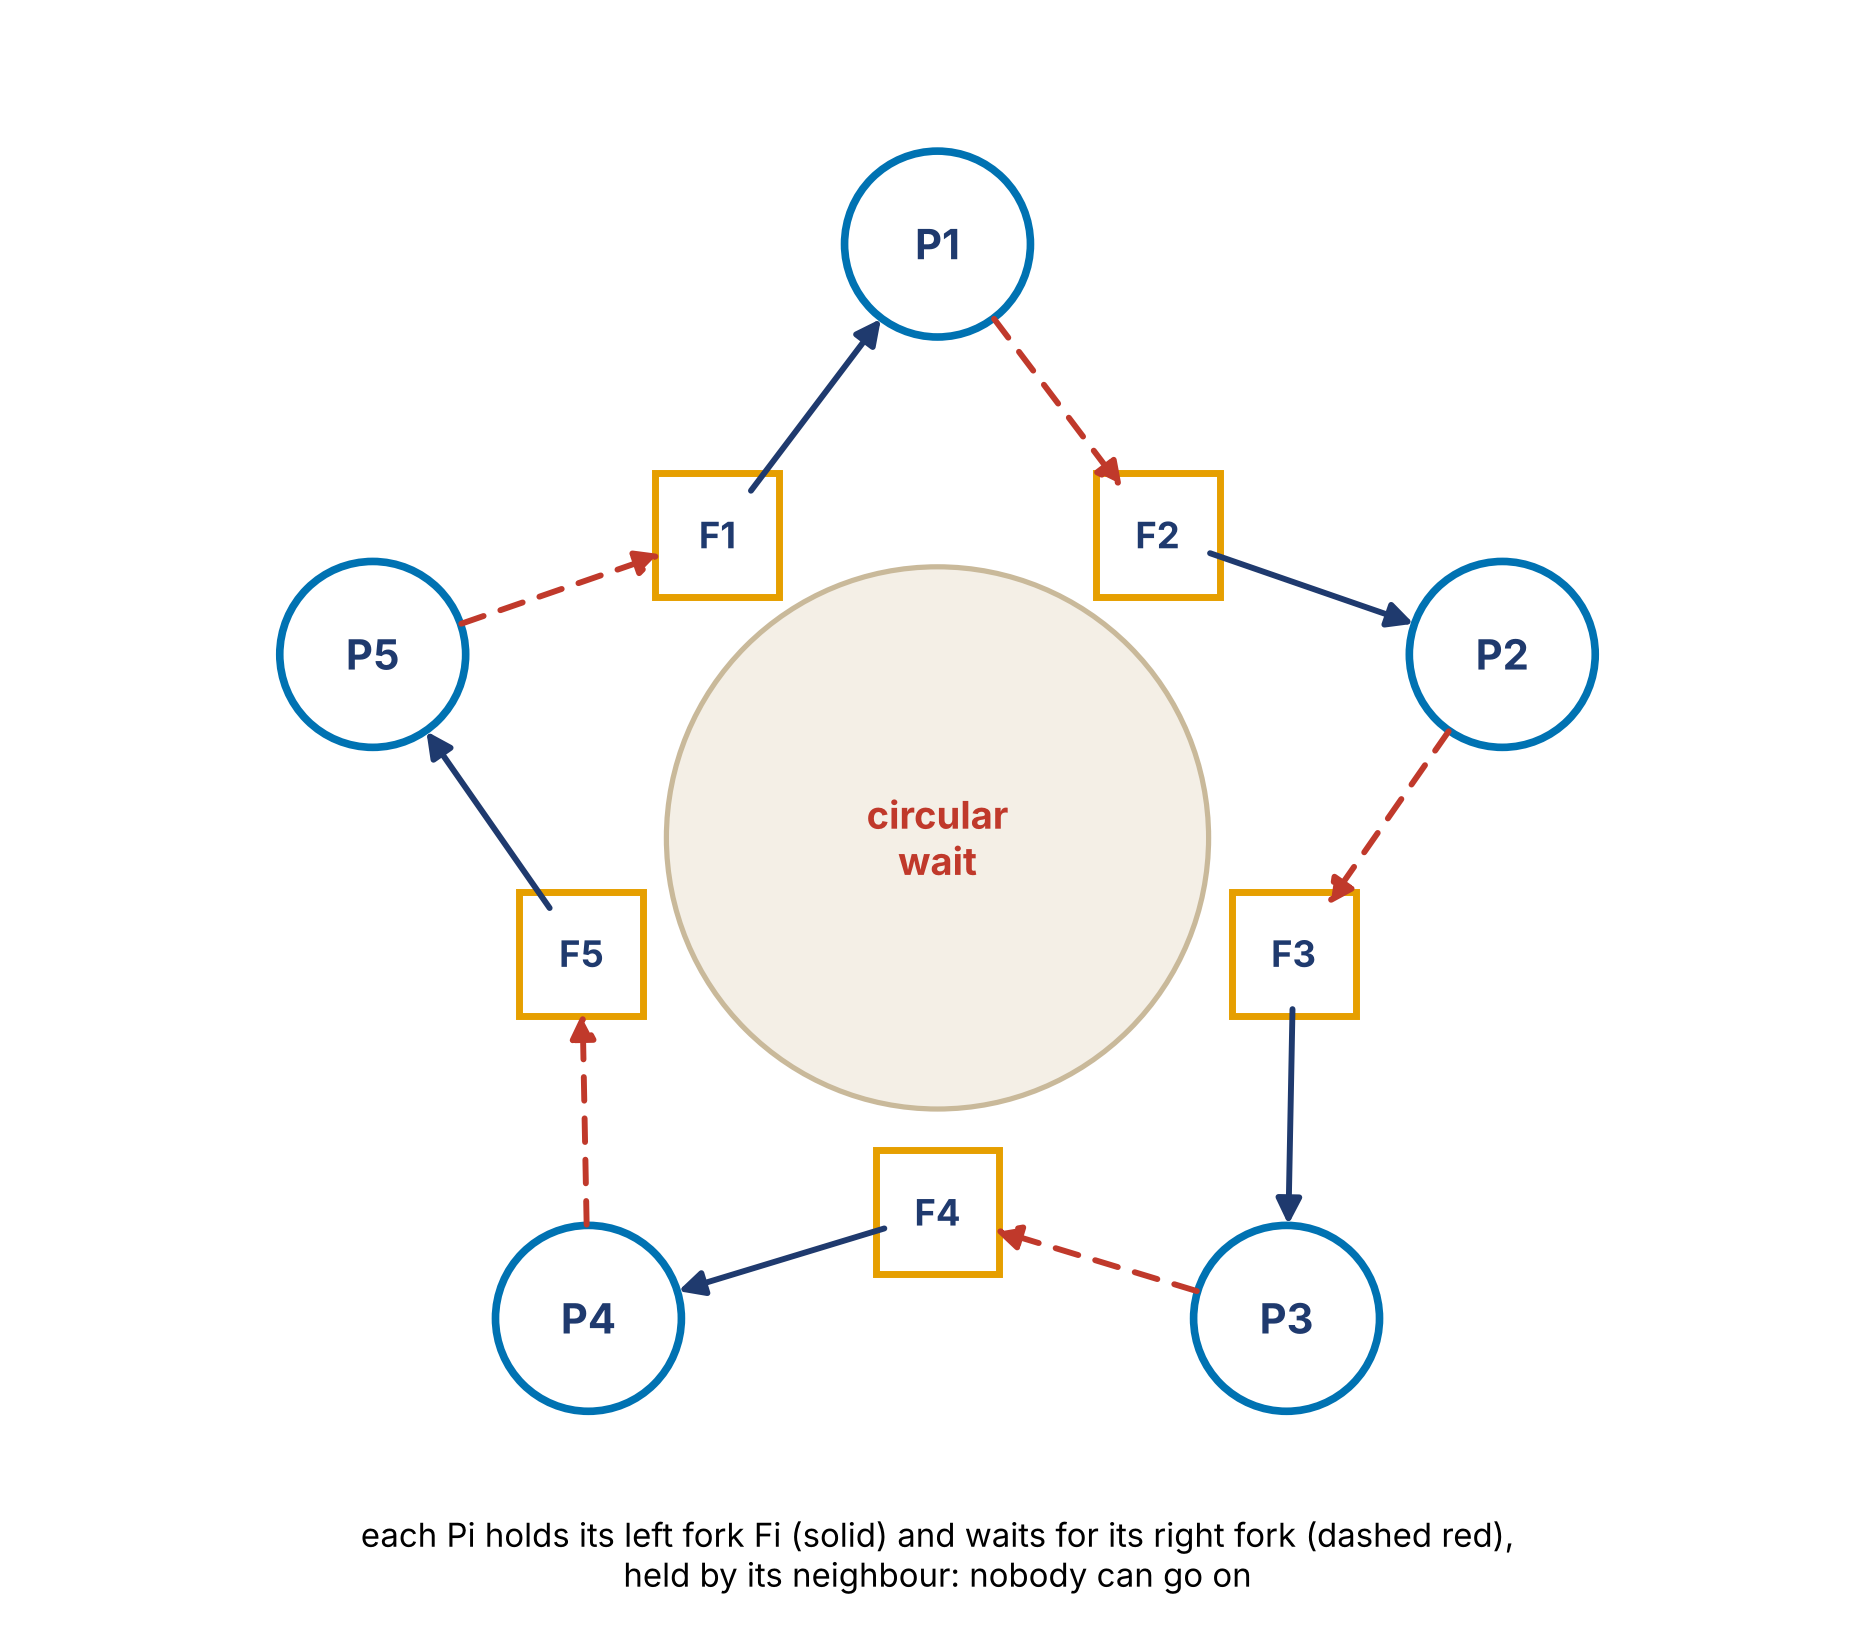 P1
F1
F2
P5
P2
circular
wait
F5
F3
F4
P4
P3
each Pi holds its left fork Fi (solid) and waits for its right fork (dashed red),
held by its neighbour: nobody can go on